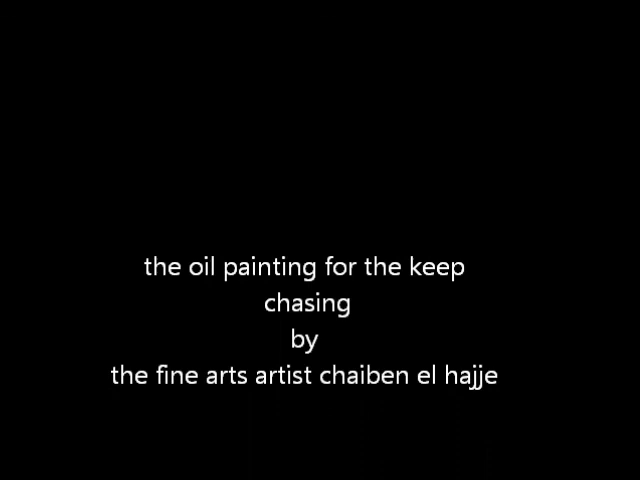 the oil painting for the keep
chasing
by
the fine arts artist chaiben el hajje